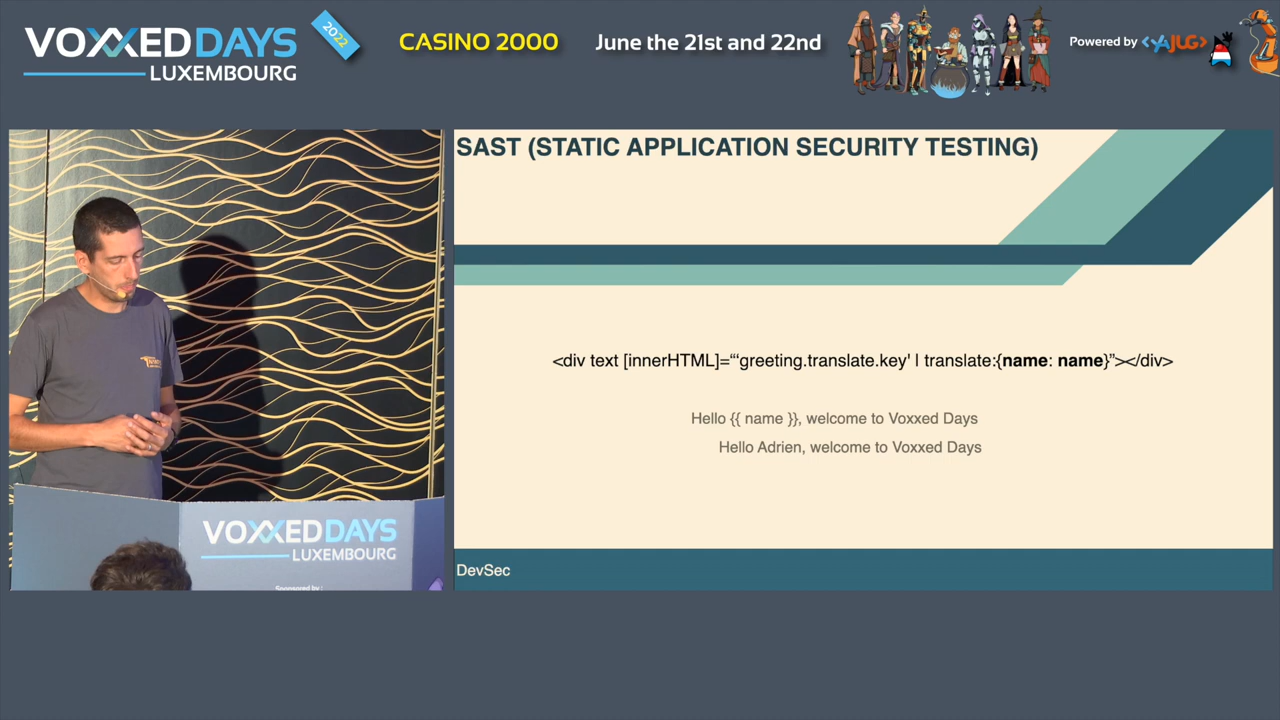 VOXXED DAYS
LUXEMBOURG
2022
CASINO 2000
June the 21st and 22nd
Powered by <YAJUG>
SAST (STATIC APPLICATION SECURITY TESTING)
<div text [innerHTML]=“‘greeting.translate.key' | translate:{name: name}”></div>
Hello {{ name }}, welcome to Voxxed Days
Hello Adrien, welcome to Voxxed Days
DevSec
VOXXED DAYS
LUXEMBOURG
Sponsored by :